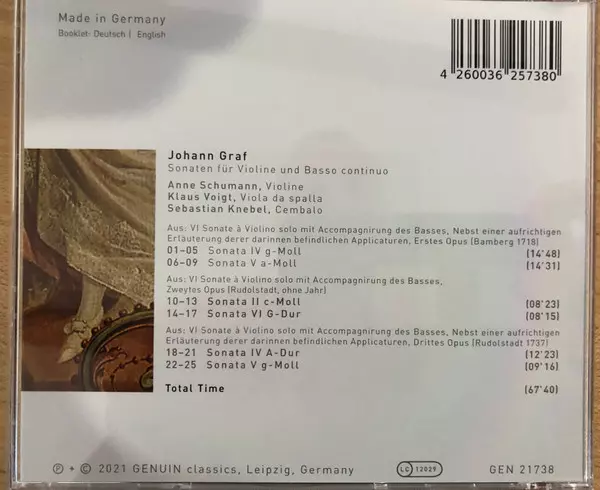 Made in Germany
Booklet- Deutsch | English
4 260036 257380
Johann Graf
Sonaten für Violine und Basso continuo
Anne Schumann, Violine
Klaus Voigt, Viola da spalla
Sebastian Knebel, Cembalo
Aus: VI Sonate à Violino solo mit Accompagnirung des Basses, Nebst einer aufrichtigen
Erläuterung derer darinnen befindlichen Applicaturen, Erstes Opus (Bamberg 1718)
01–05 Sonata IV g-Moll (14'48)
06–09 Sonata V a-Moll (14'31)
Aus: VI Sonate à Violino solo mit Accompagnirung des Basses,
Zweytes Opus (Rudolstadt, ohne Jahr)
10–13 Sonata II c-Moll (08'23)
14–17 Sonata VI G-Dur (08'15)
Aus: VI Sonate à Violino solo mit Accompagnirung des Basses, Nebst einer aufrichtigen
Erläuterung derer darinnen befindlichen Applicaturen, Drittes Opus (Rudolstadt 1737)
18–21 Sonata IV A-Dur (12'23)
22–25 Sonata V g-Moll (09'16)
Total Time (67'40)
℗ + © 2021 GENUIN classics, Leipzig, Germany LC 12029 GEN 21738